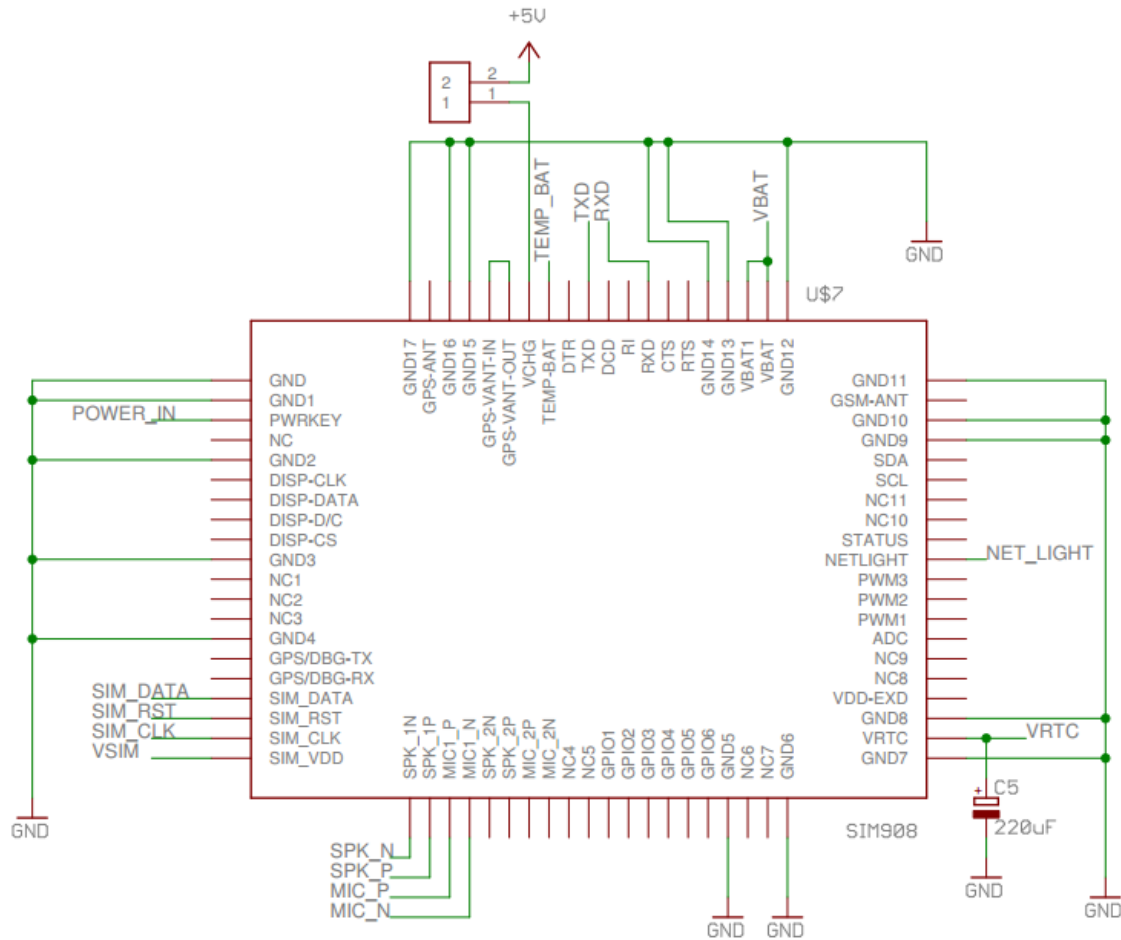 +5V
2 2
1 1
TEMP_BAT
TXD
RXD
VBAT
GND
U$7
GND17
GPS-ANT
GND16
GND15
GPS-VANT-IN
GPS-VANT-OUT
VCHG
TEMP-BAT
DTR
TXD
DCD
RI
RXD
CTS
RTS
GND14
GND13
VBAT1
VBAT
GND12
POWER_IN
SIM_DATA
SIM_RST
SIM_CLK
VSIM
GND
GND
GND1
PWRKEY
NC
GND2
DISP-CLK
DISP-DATA
DISP-D/C
DISP-CS
GND3
NC1
NC2
NC3
GND4
GPS/DBG-TX
GPS/DBG-RX
SIM_DATA
SIM_RST
SIM_CLK
SIM_VDD
GND11
GSM-ANT
GND10
GND9
SDA
SCL
NC11
NC10
STATUS
NETLIGHT
PWM3
PWM2
PWM1
ADC
NC9
NC8
VDD-EXD
GND8
VRTC
GND7
NET_LIGHT
VRTC
+
C5
220uF
GND
GND
SPK_1N
SPK_1P
MIC1_P
MIC1_N
SPK_2N
SPK_2P
MIC_2P
MIC_2N
NC4
NC5
GPIO1
GPIO2
GPIO3
GPIO4
GPIO5
GPIO6
GND5
NC6
NC7
GND6
SIM908
SPK_N
SPK_P
MIC_P
MIC_N
GND
GND